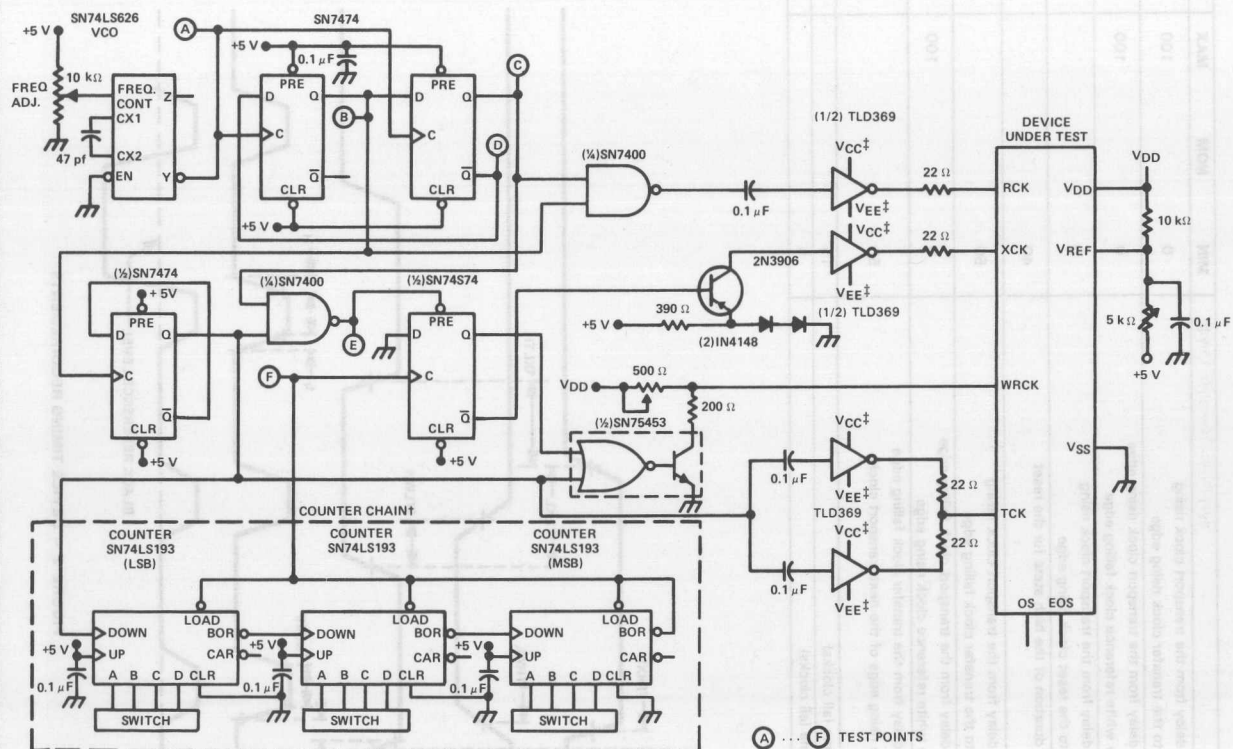 SN74LS626
VCO
+5 V
10 kΩ
FREQ
ADJ.
FREQ.
CONT
CX1
CX2
47 pf
EN
Z
Y
A
SN7474
+5 V
0.1 μF
PRE
D
Q
C
CLR
+5 V
B
PRE
D
Q
C
Q̅
CLR
C
D
(¼)SN7400
0.1 μF
(1/2) TLD369
VCC‡
VEE‡
22 Ω
VCC‡
VEE‡
22 Ω
(1/2) TLD369
2N3906
390 Ω
+5 V
(2)IN4148
DEVICE
UNDER TEST
RCK
XCK
WRCK
TCK
VDD
VREF
VSS
OS
EOS
VDD
10 kΩ
5 kΩ
0.1 μF
+5 V
(½)SN7474
+ 5V
PRE
D
Q
C
Q̅
CLR
+5 V
(¼)SN7400
E
F
(½)SN74S74
PRE
D
Q
C
Q̅
CLR
+5 V
VDD
500 Ω
200 Ω
(½)SN75453
0.1 μF
VCC‡
VEE‡
TLD369
VCC‡
VEE‡
0.1 μF
22 Ω
22 Ω
COUNTER CHAIN†
COUNTER
SN74LS193
(LSB)
LOAD
DOWN
BOR
UP
CAR
A B C D CLR
SWITCH
+5 V
0.1 μF
COUNTER
SN74LS193
LOAD
DOWN
BOR
UP
CAR
A B C D CLR
SWITCH
+5 V
0.1 μF
COUNTER
SN74LS193
(MSB)
LOAD
DOWN
BOR
UP
CAR
A B C D CLR
SWITCH
+5 V
0.1 μF
A . . . F TEST POINTS